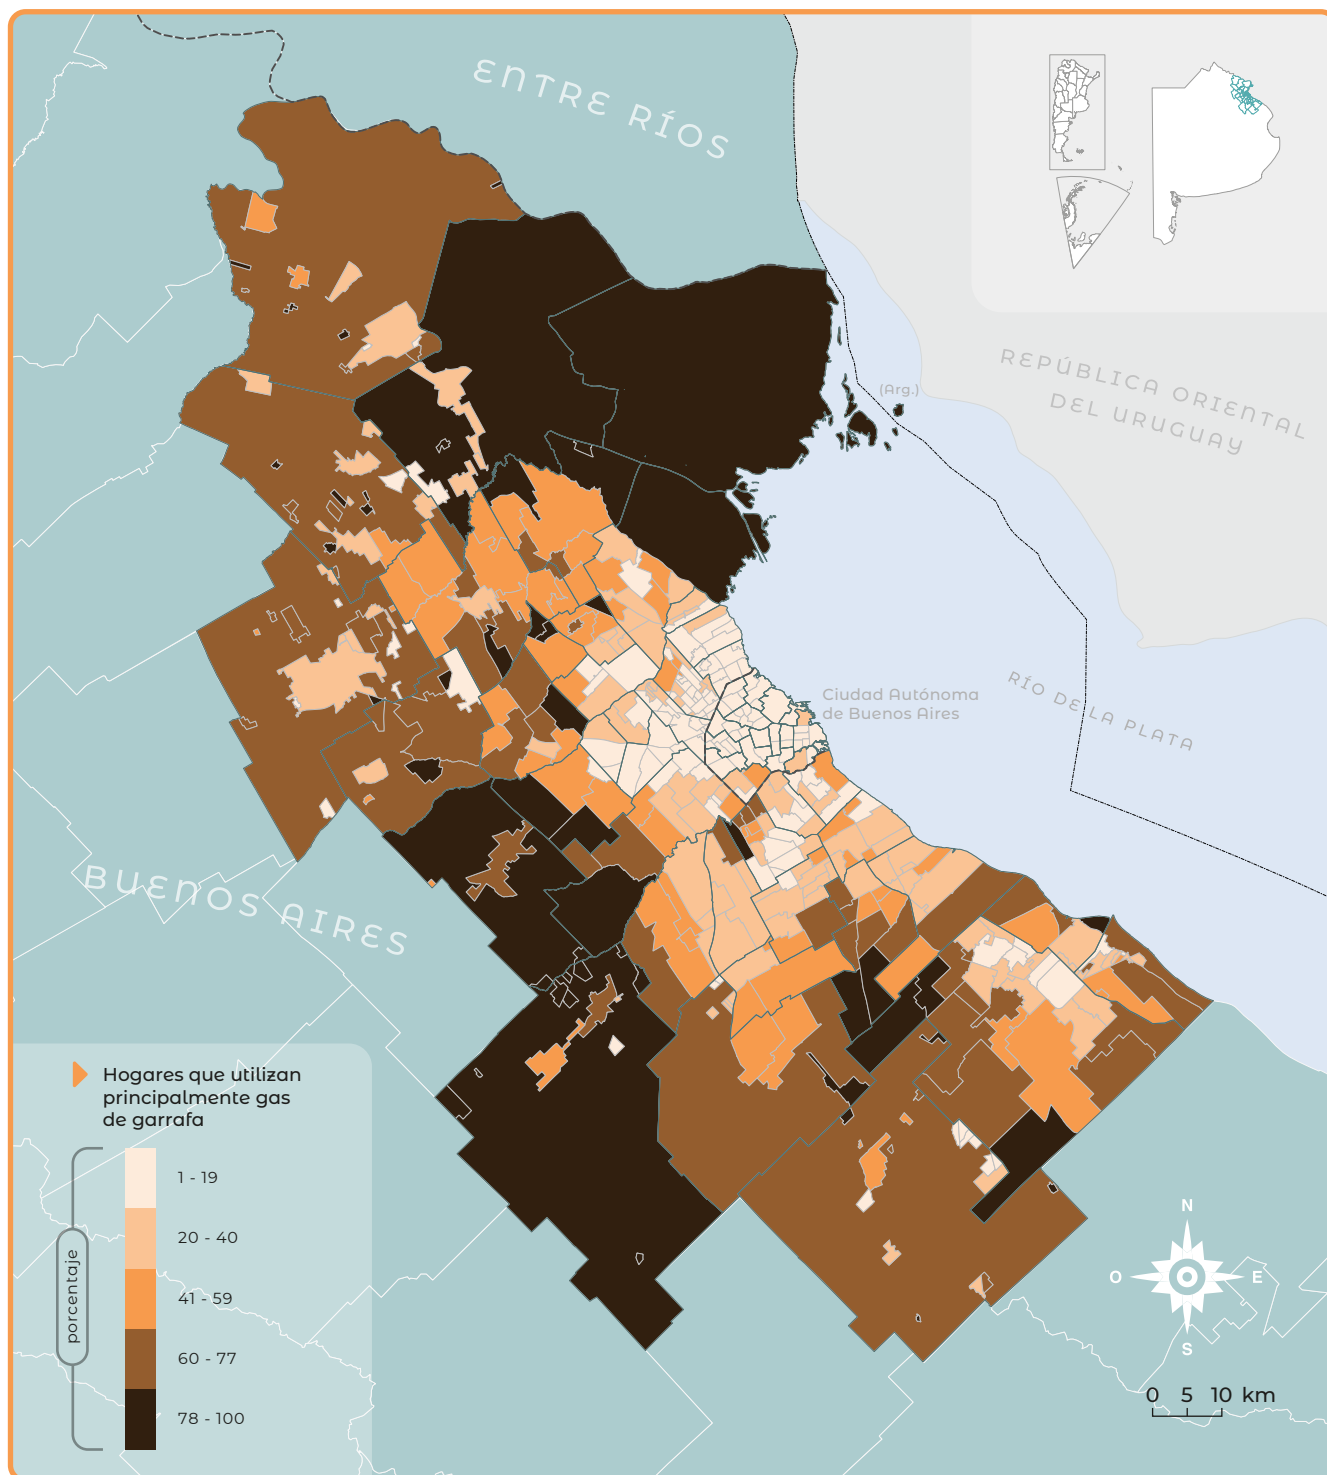 ENTRE RÍOS
REPÚBLICA ORIENTAL
DEL URUGUAY
(Arg.)
RÍO DE LA PLATA
Ciudad Autónoma
de Buenos Aires
BUENOS AIRES
Hogares que utilizan
principalmente gas
de garrafa
porcentaje
1 - 19
20 - 40
41 - 59
60 - 77
78 - 100
N
O
E
S
0 5 10 km